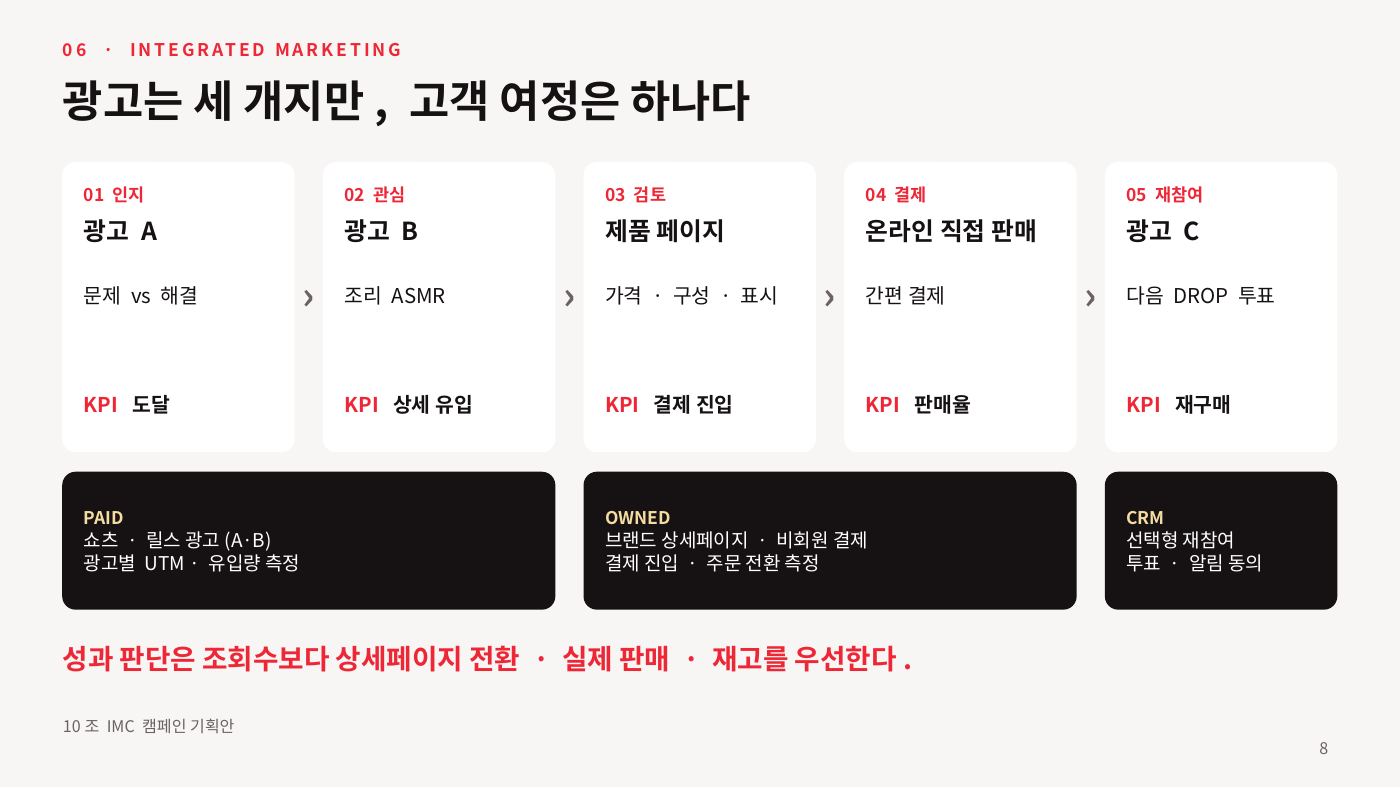 06 · INTEGRATED MARKETING
광고는 세 개지만 , 고객 여정은 하나다
01 인지
광고 A
문제 vs 해결
KPI 도달
›
02 관심
광고 B
조리 ASMR
KPI 상세 유입
›
03 검토
제품 페이지
가격 · 구성 · 표시
KPI 결제 진입
›
04 결제
온라인 직접 판매
간편 결제
KPI 판매율
›
05 재참여
광고 C
다음 DROP 투표
KPI 재구매
PAID
쇼츠 · 릴스 광고 (A·B)
광고별 UTM · 유입량 측정
OWNED
브랜드 상세페이지 · 비회원 결제
결제 진입 · 주문 전환 측정
CRM
선택형 재참여
투표 · 알림 동의
성과 판단은 조회수보다 상세페이지 전환 · 실제 판매 · 재고를 우선한다 .
10 조 IMC 캠페인 기획안
8